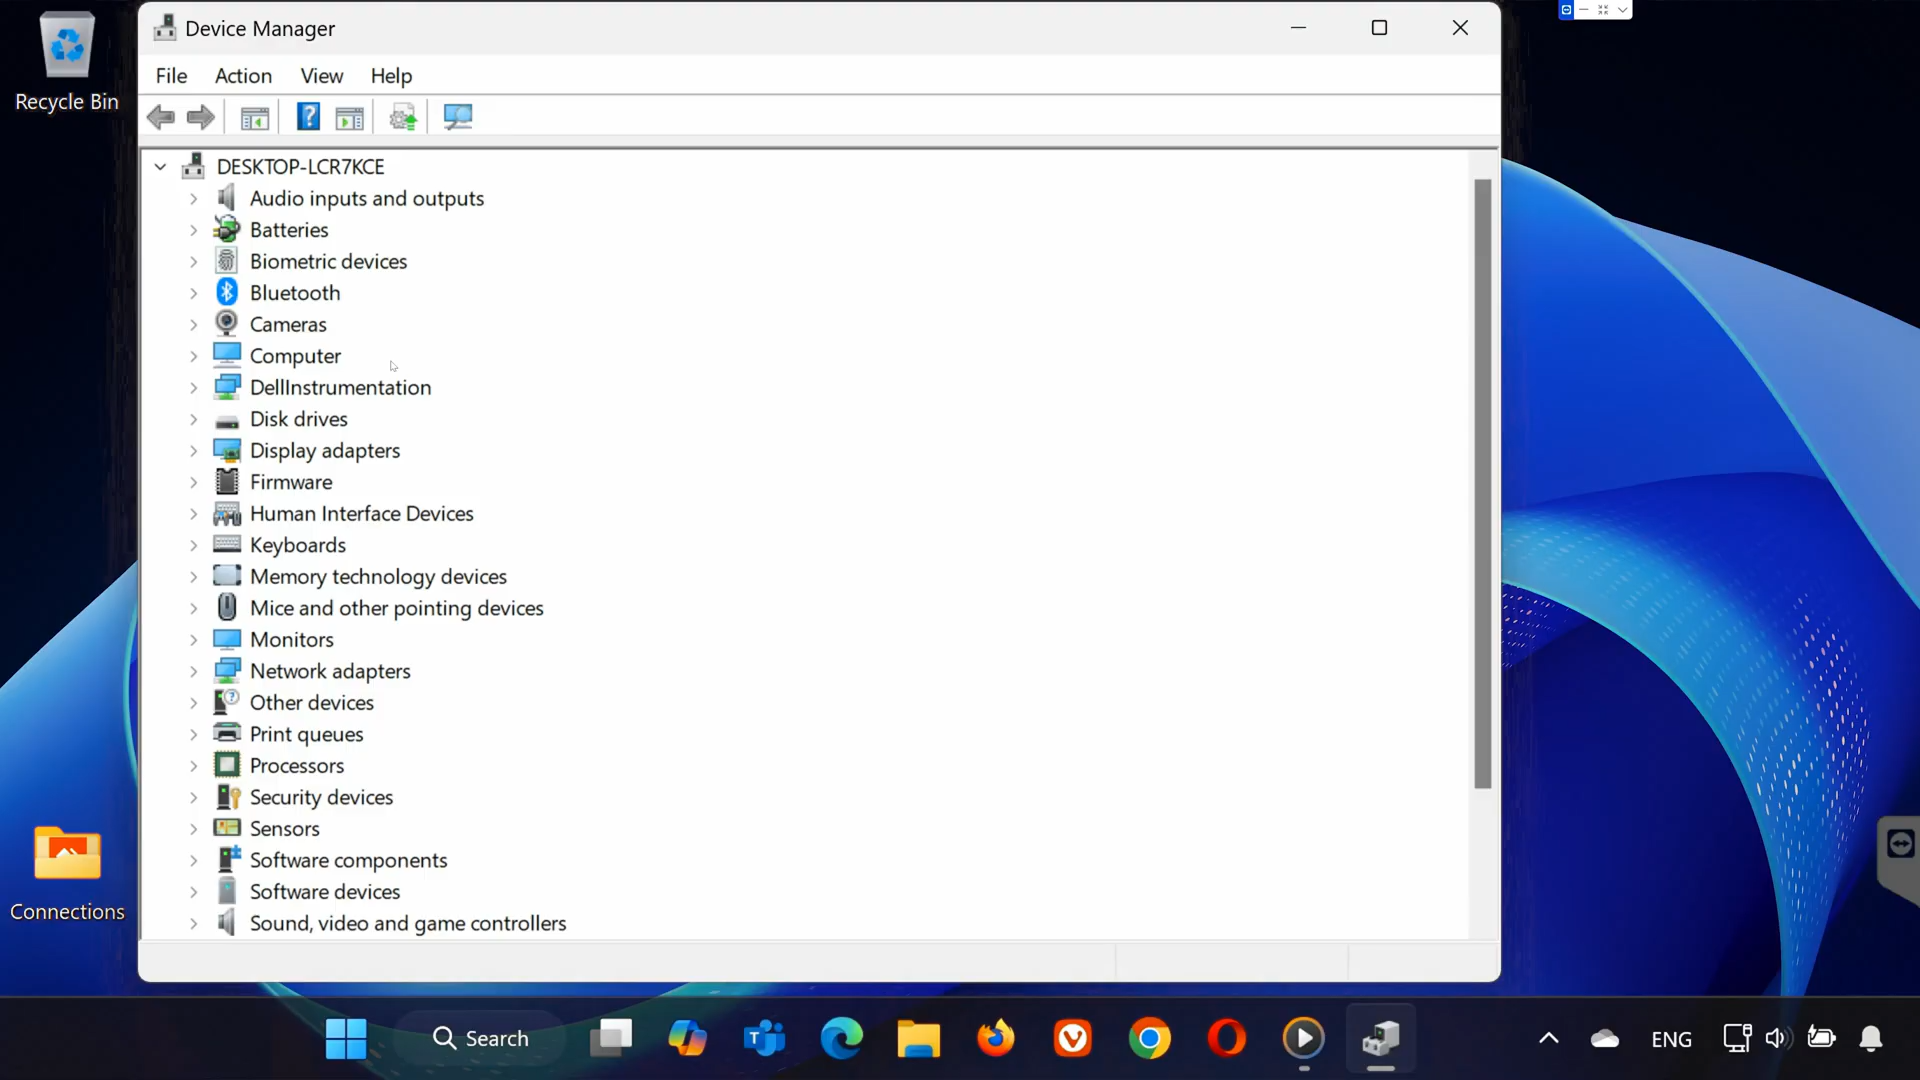 Device Manager
Recycle Bin
File Action View Help
DESKTOP-LCR7KCE
Audio inputs and outputs
Batteries
Biometric devices
Bluetooth
Cameras
Computer
DellInstrumentation
Disk drives
Display adapters
Firmware
Human Interface Devices
Keyboards
Memory technology devices
Mice and other pointing devices
Monitors
Network adapters
Other devices
Print queues
Processors
Security devices
Sensors
Software components
Software devices
Sound, video and game controllers
Connections
Search
ENG